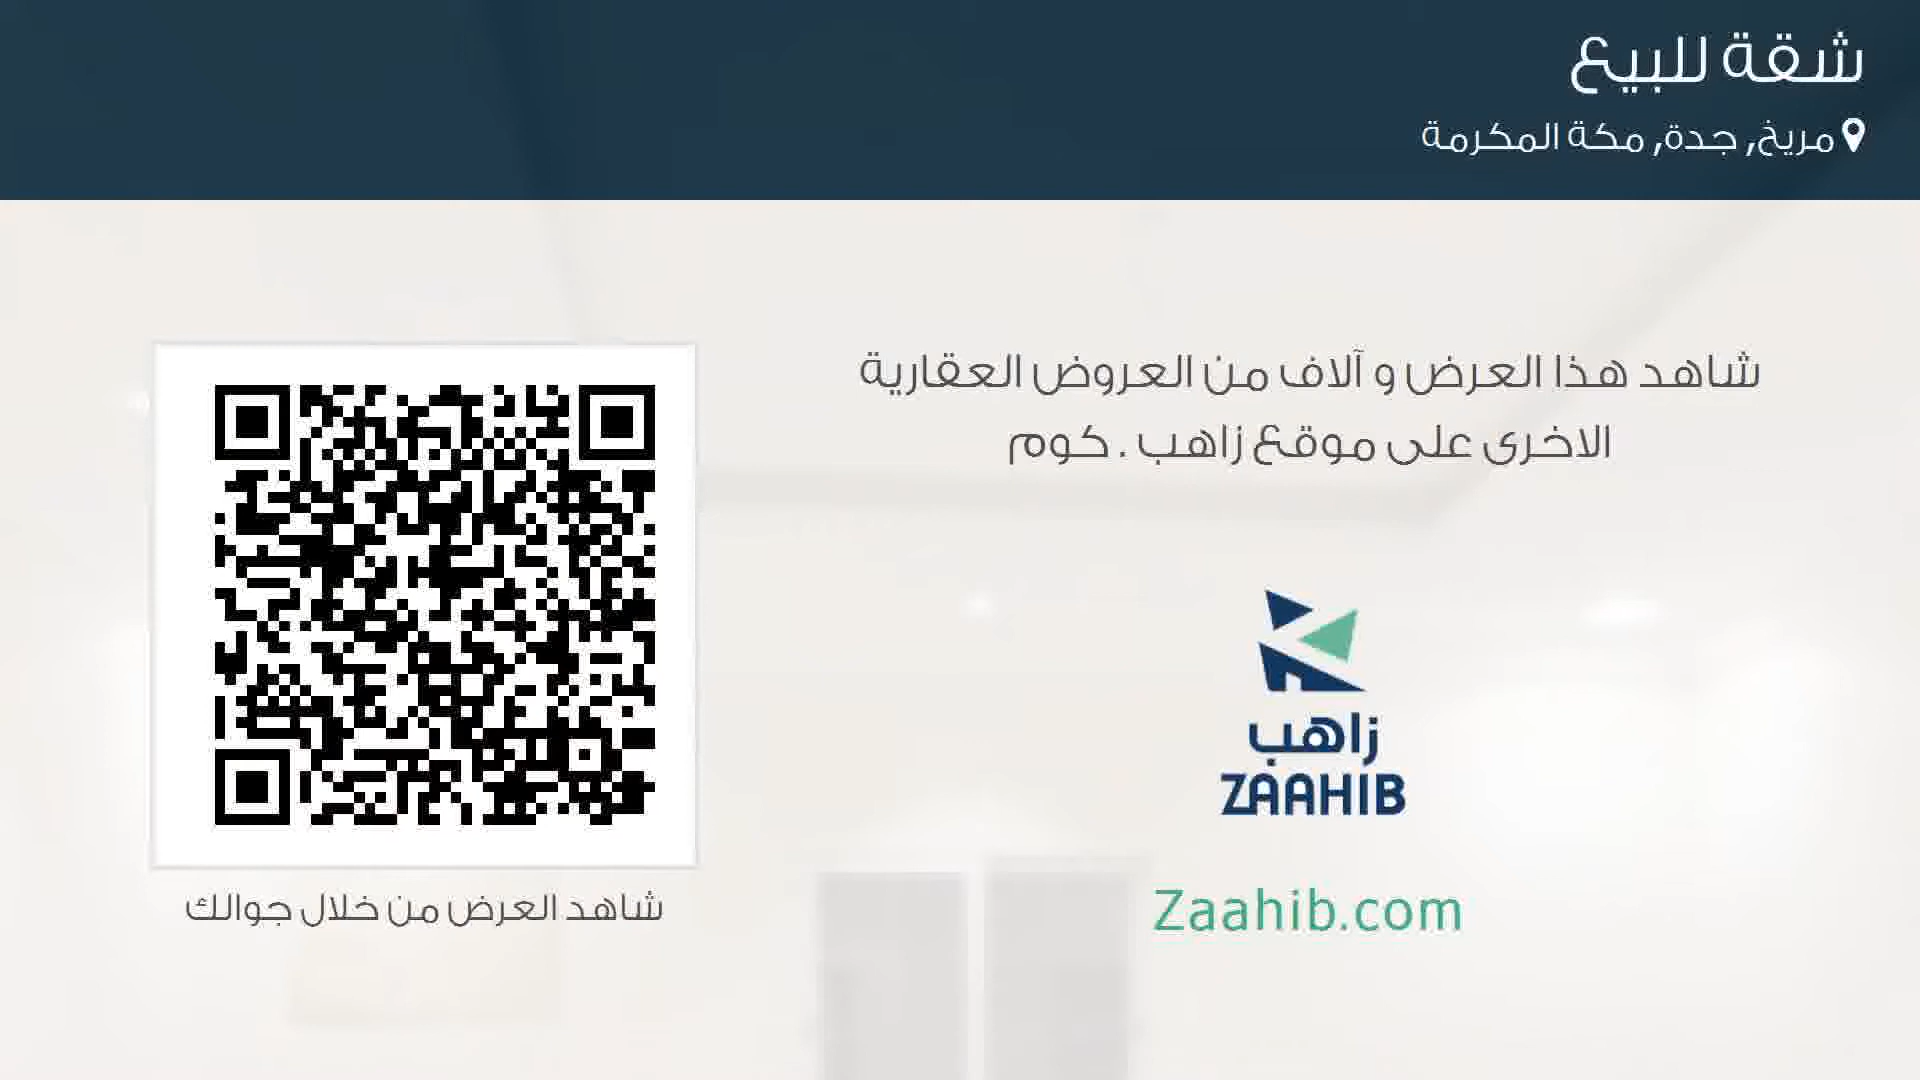 شقة للبيع
مريخ, جدة, مكة المكرمة
شاهد هذا العرض و آلاف من العروض العقارية
الاخرى على موقع زاهب . كوم
زاهب
ZAAHIB
Zaahib.com
شاهد العرض من خلال جوالك